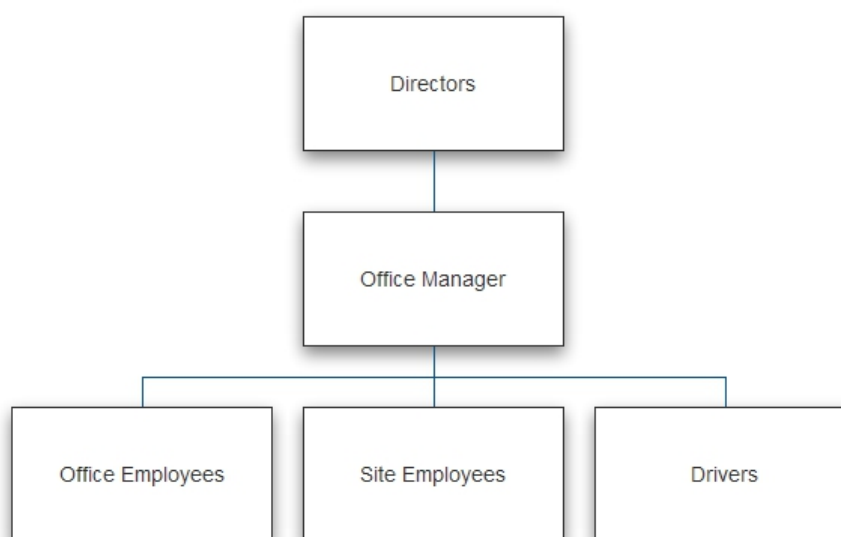 Directors
Office Manager
Office Employees
Site Employees
Drivers